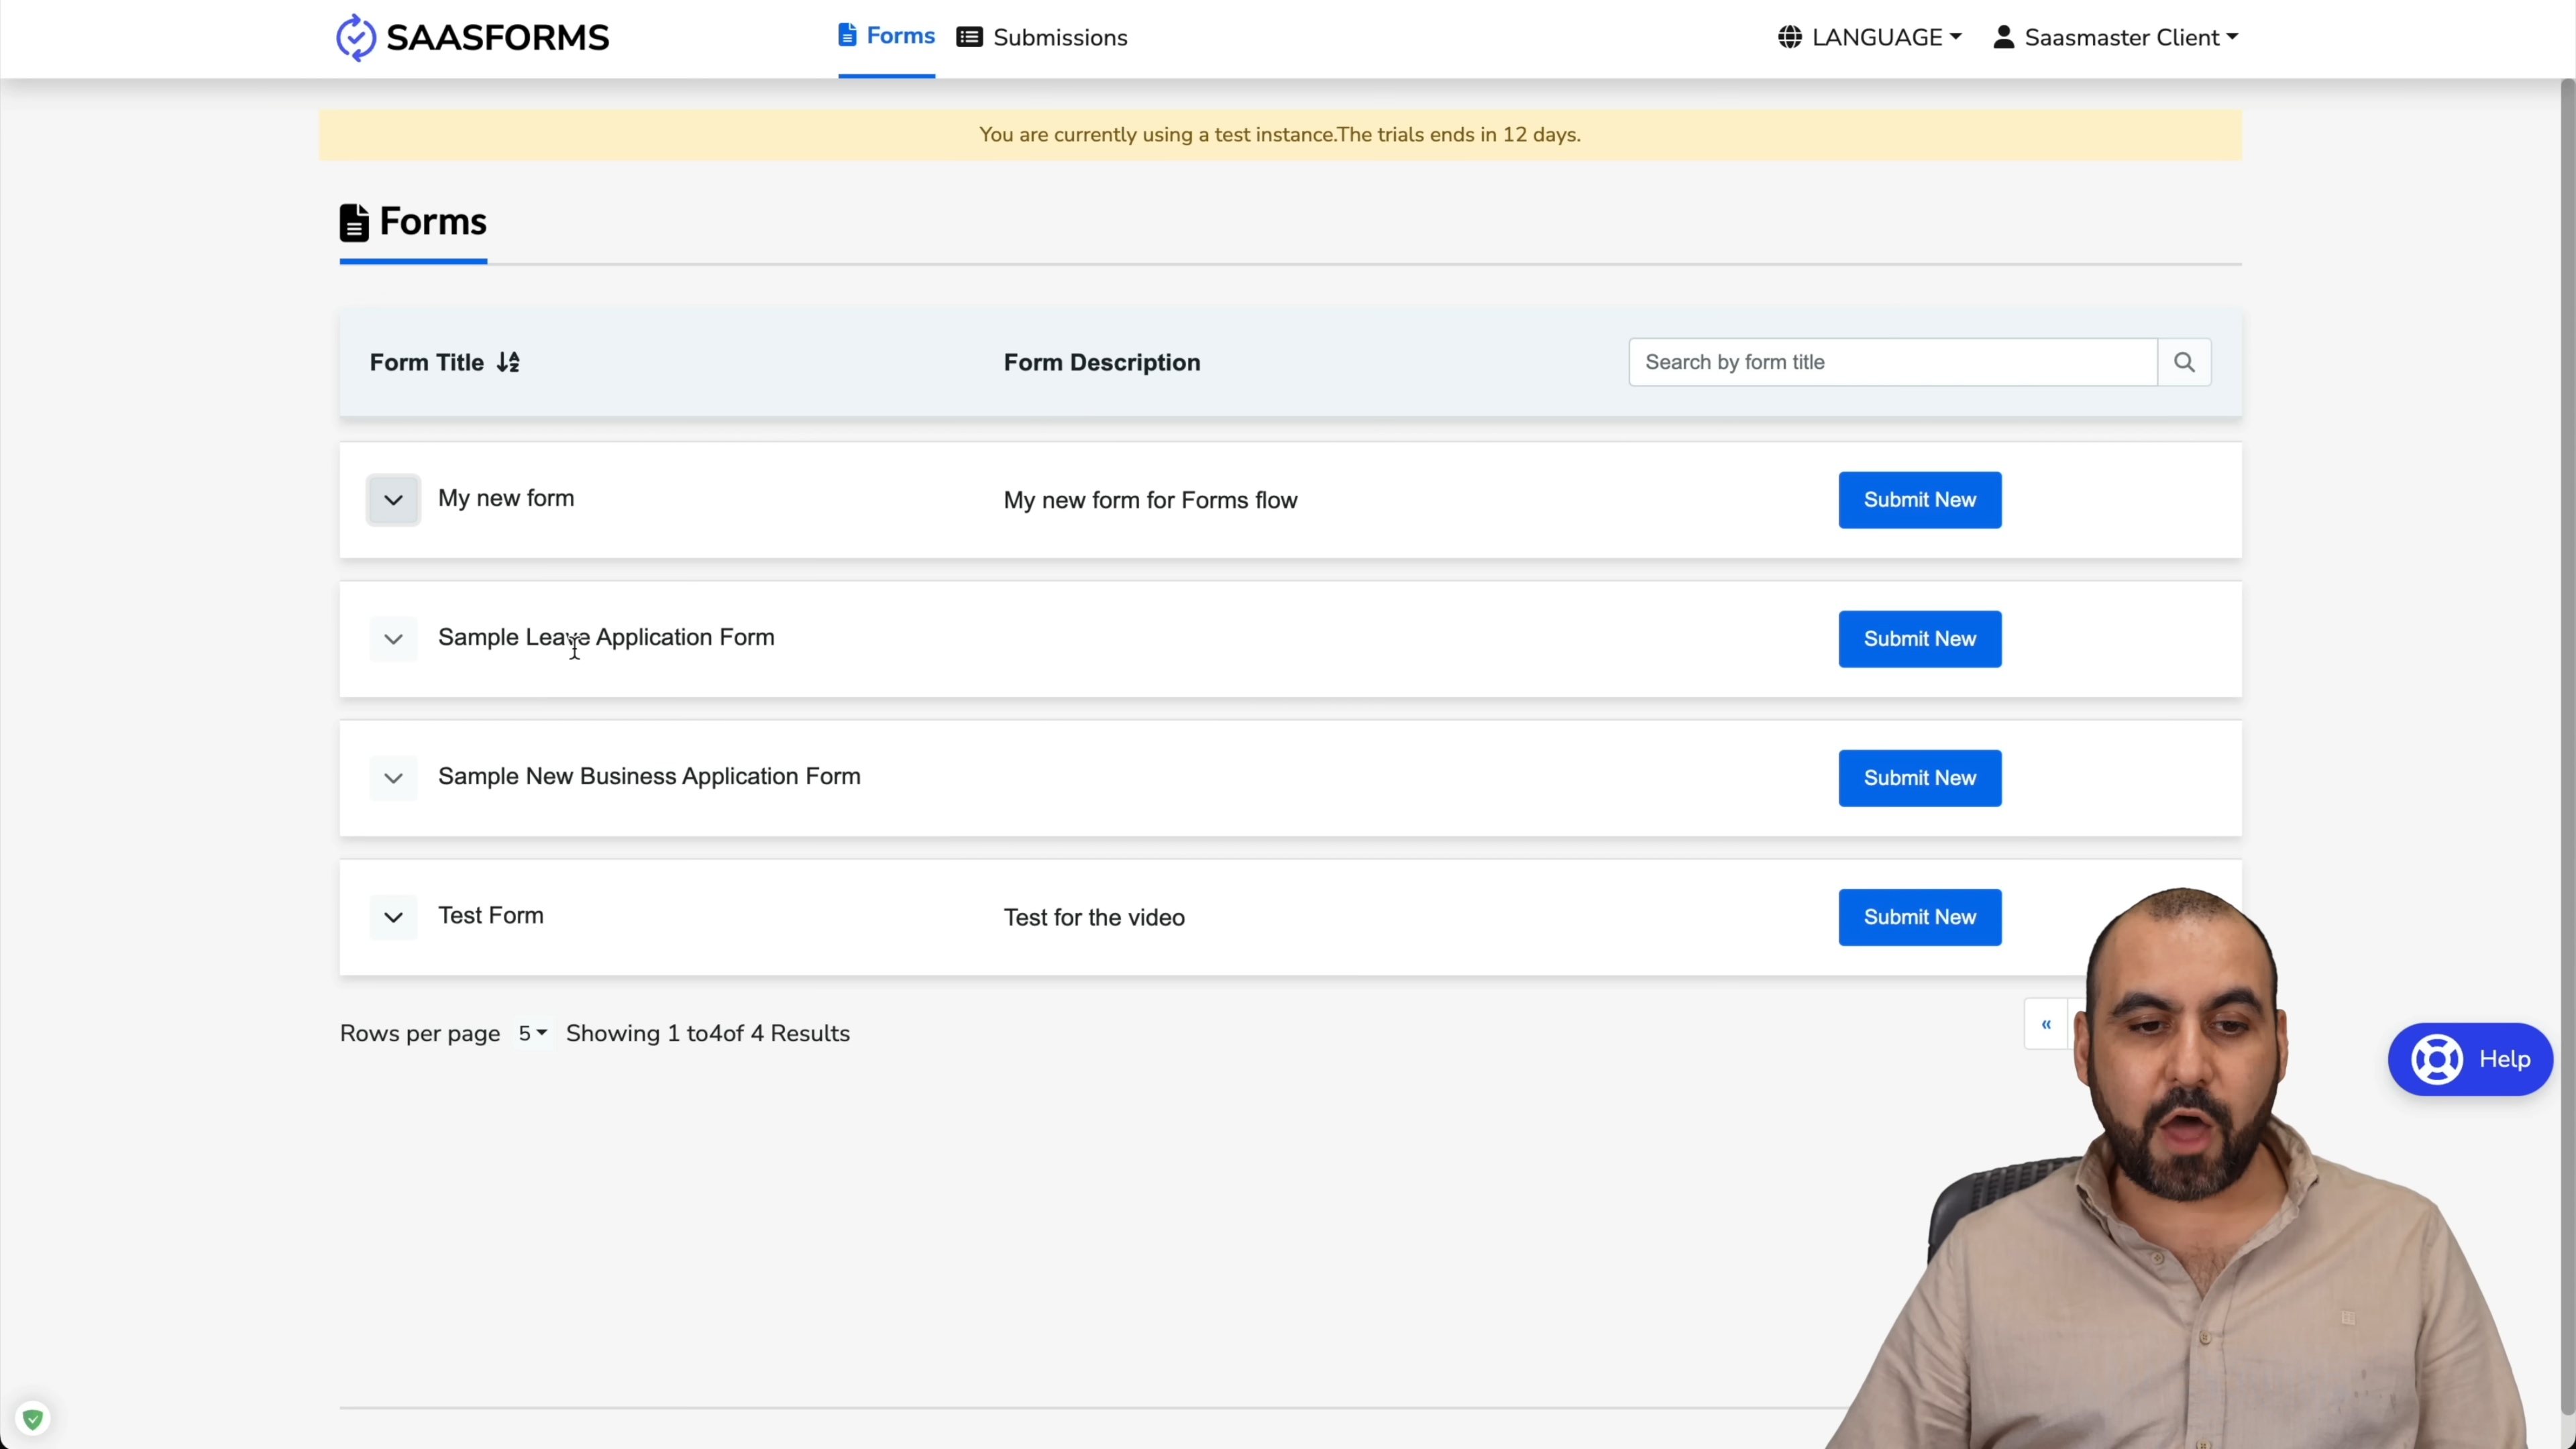 SAASFORMS
Forms
Submissions
LANGUAGE
Saasmaster Client
You are currently using a test instance.The trials ends in 12 days.
Forms
Form Title
Form Description
Search by form title
My new form
My new form for Forms flow
Submit New
Sample Leave Application Form
Submit New
Sample New Business Application Form
Submit New
Test Form
Test for the video
Submit New
Rows per page 5 Showing 1 to4of 4 Results
«
Help